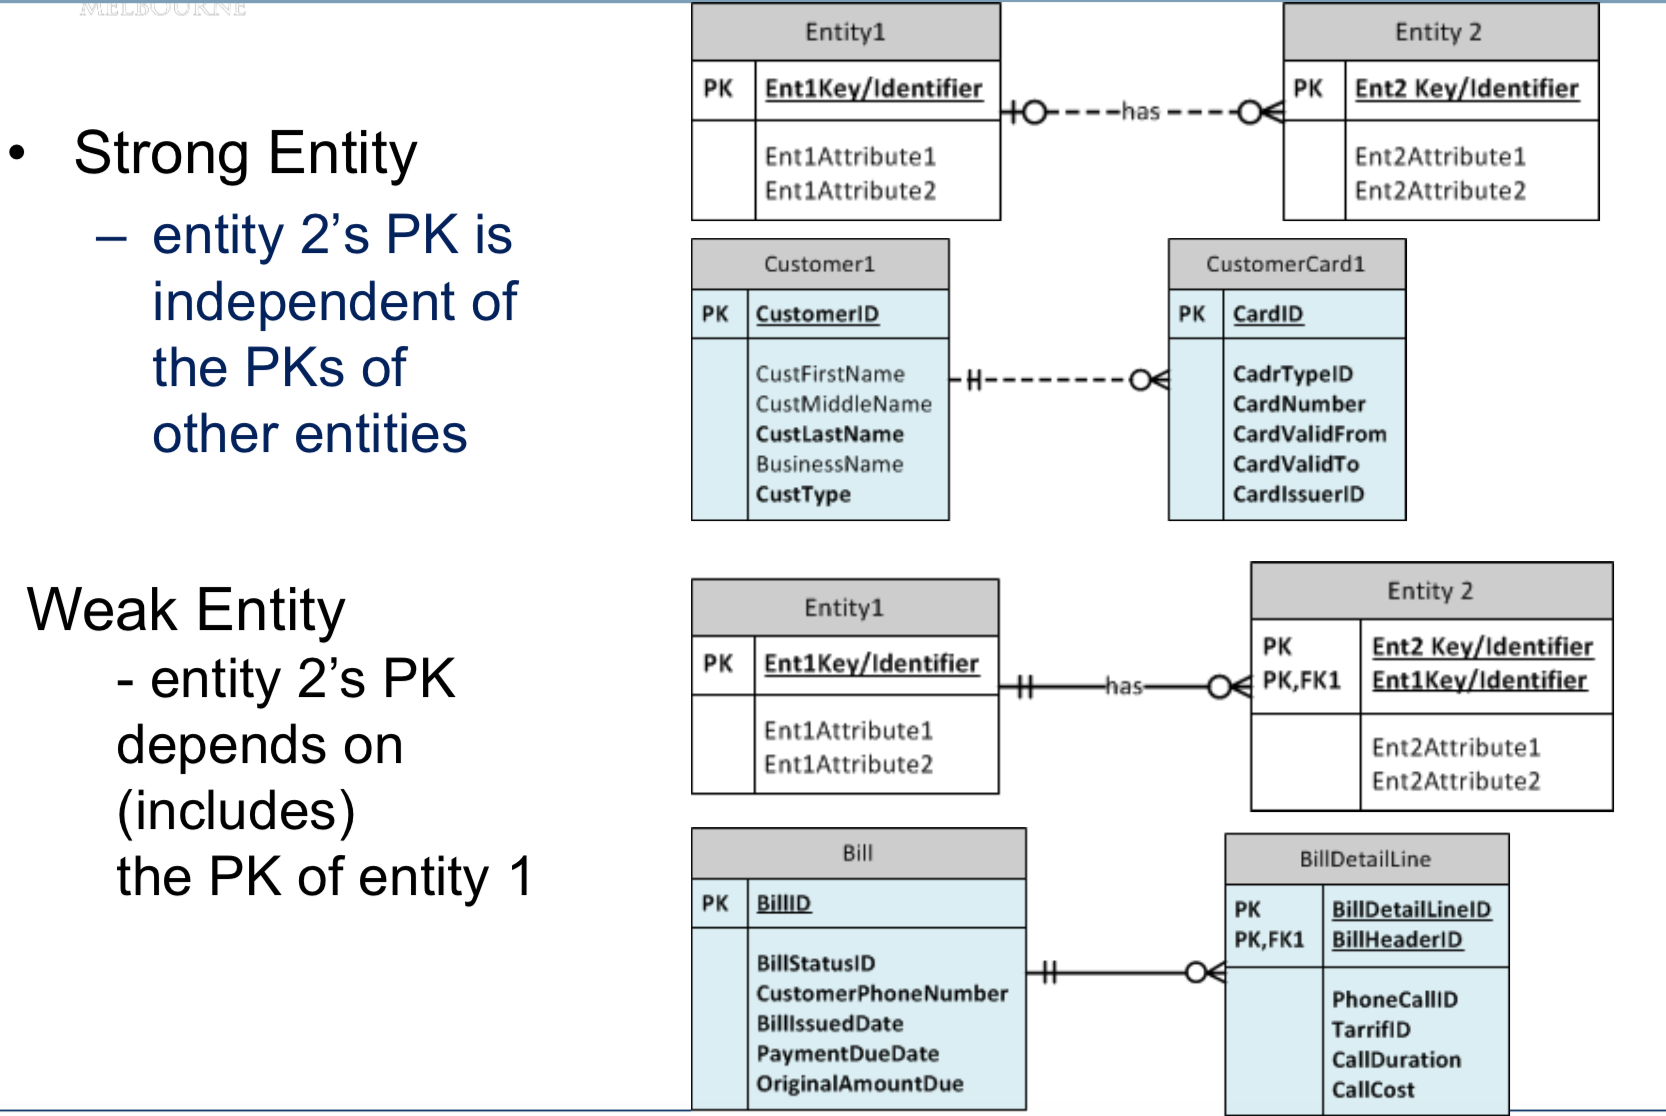 MELBOURNE
• Strong Entity
– entity 2’s PK is
independent of
the PKs of
other entities
Weak Entity
- entity 2’s PK
depends on
(includes)
the PK of entity 1
Entity1
PK Ent1Key/Identifier
Ent1Attribute1
Ent1Attribute2
has
Entity 2
PK Ent2 Key/Identifier
Ent2Attribute1
Ent2Attribute2
Customer1
PK CustomerID
CustFirstName
CustMiddleName
CustLastName
BusinessName
CustType
CustomerCard1
PK CardID
CadrTypeID
CardNumber
CardValidFrom
CardValidTo
CardIssuerID
Entity1
PK Ent1Key/Identifier
Ent1Attribute1
Ent1Attribute2
has
Entity 2
PK Ent2 Key/Identifier
PK,FK1 Ent1Key/Identifier
Ent2Attribute1
Ent2Attribute2
Bill
PK BillID
BillStatusID
CustomerPhoneNumber
BillIssuedDate
PaymentDueDate
OriginalAmountDue
BillDetailLine
PK BillDetailLineID
PK,FK1 BillHeaderID
PhoneCallID
TarrifID
CallDuration
CallCost